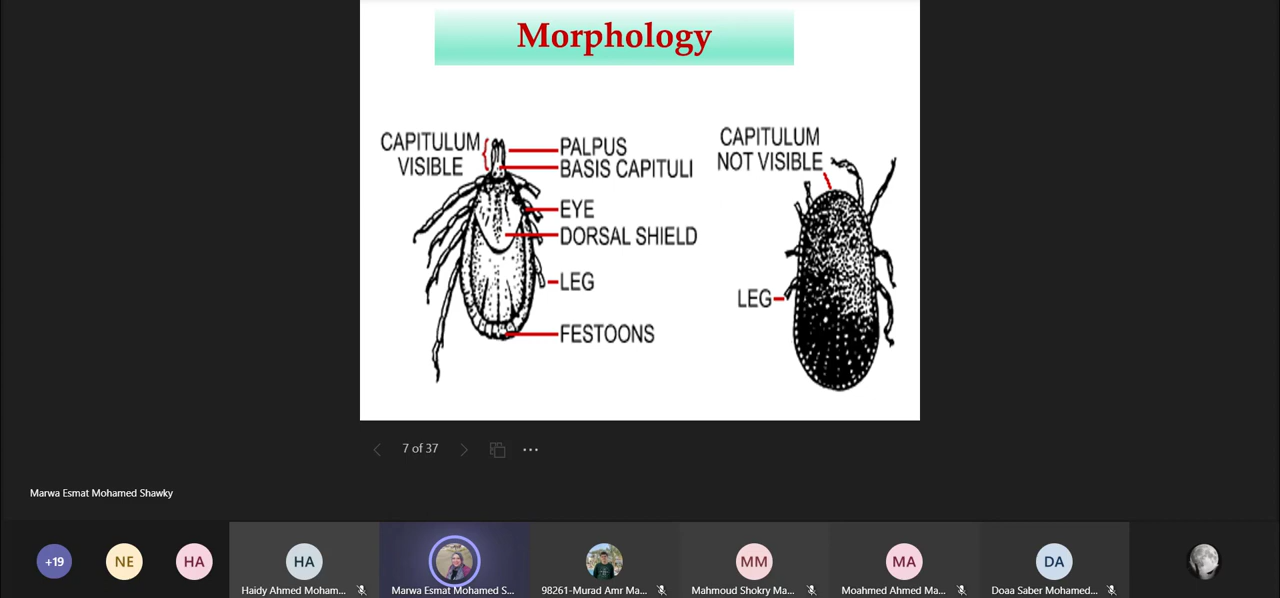 Morphology
CAPITULUM
VISIBLE
PALPUS
BASIS CAPITULI
EYE
DORSAL SHIELD
LEG
FESTOONS
CAPITULUM
NOT VISIBLE
LEG
7 of 37
Marwa Esmat Mohamed Shawky
+19
NE
HA
HA
MM
MA
DA
Haidy Ahmed Moham...
Marwa Esmat Mohamed S...
98261-Murad Amr Ma...
Mahmoud Shokry Ma...
Moahmed Ahmed Ma...
Doaa Saber Mohamed...